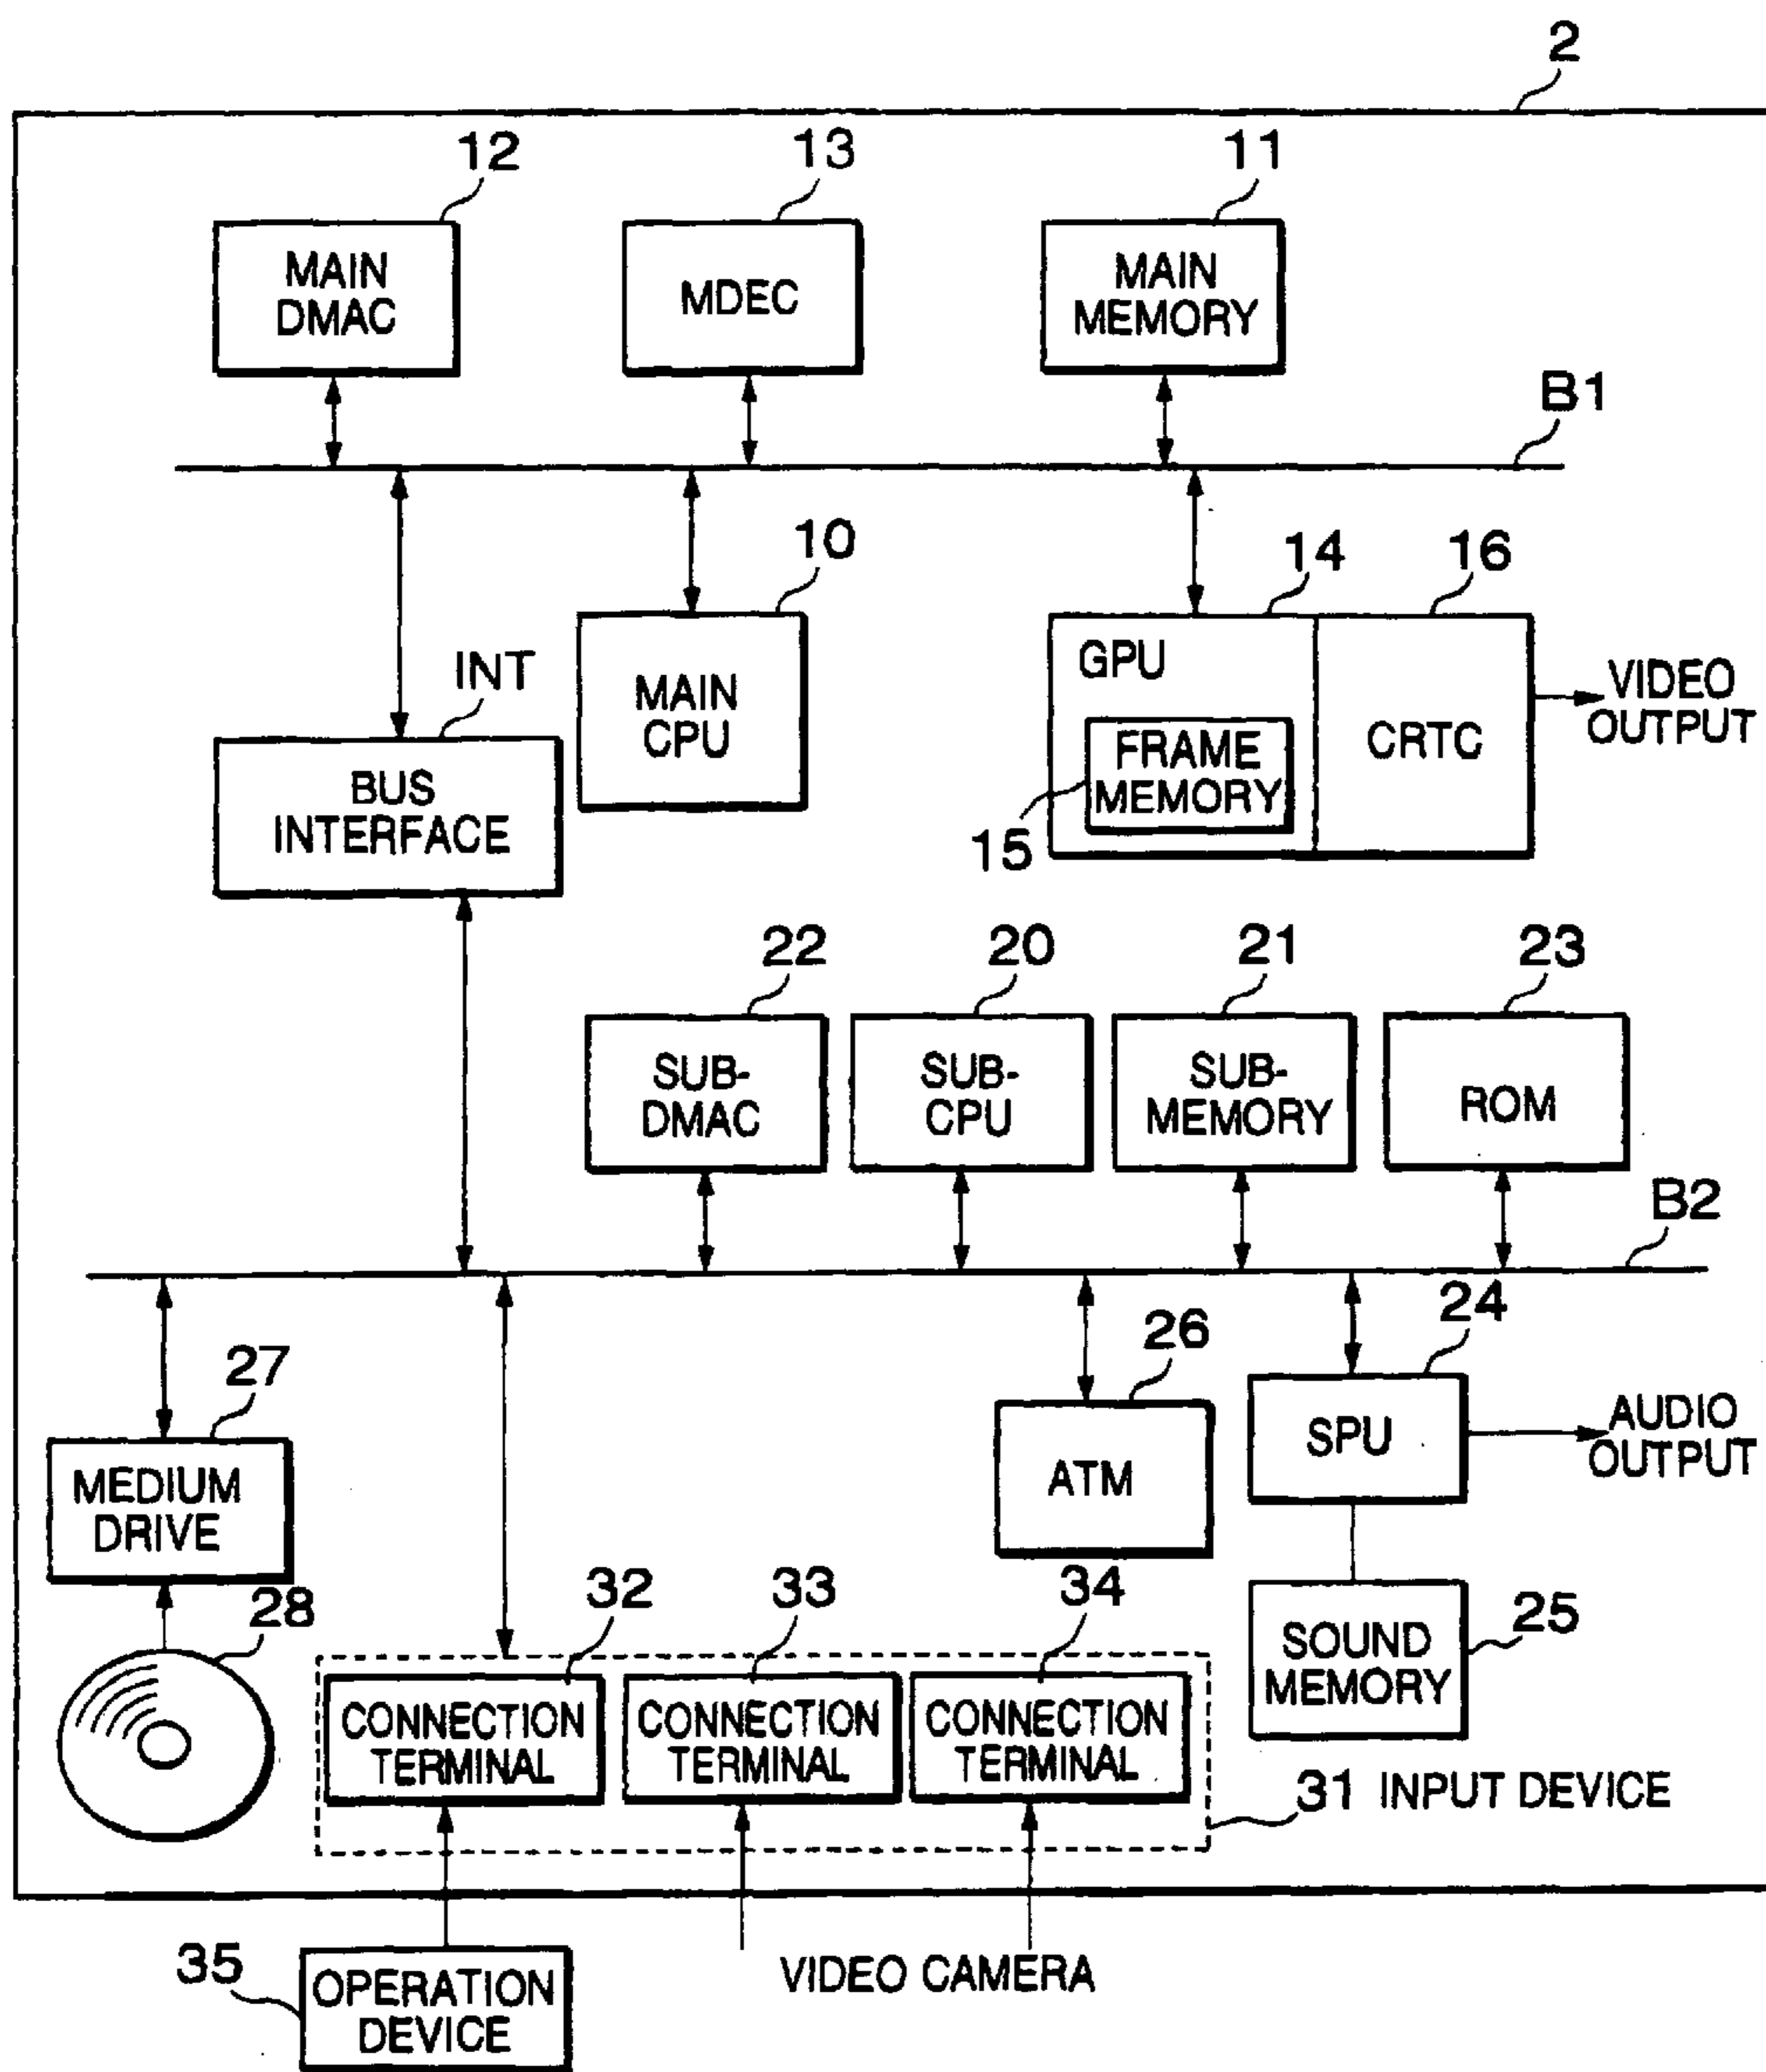 2
12
13
11
MAIN
DMAC
MDEC
MAIN
MEMORY
B1
10
14
16
INT
MAIN
CPU
GPU
FRAME
MEMORY
15
CRTC
VIDEO
OUTPUT
BUS
INTERFACE
22
20
21
23
SUB-
DMAC
SUB-
CPU
SUB-
MEMORY
ROM
B2
27
26
24
MEDIUM
DRIVE
ATM
SPU
AUDIO
OUTPUT
28
32
33
34
25
SOUND
MEMORY
CONNECTION
TERMINAL
CONNECTION
TERMINAL
CONNECTION
TERMINAL
31 INPUT DEVICE
35
OPERATION
DEVICE
VIDEO CAMERA